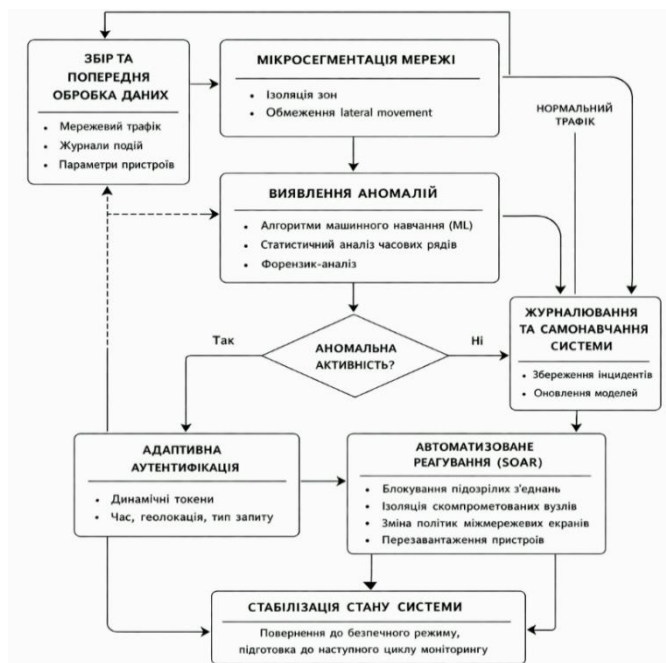 ЗБІР ТА
ПОПЕРЕДНЯ
ОБРОБКА ДАНИХ
• Мережевий трафік
• Журнали подій
• Параметри пристроїв
МІКРОСЕГМЕНТАЦІЯ МЕРЕЖІ
• Ізоляція зон
• Обмеження lateral movement
НОРМАЛЬНИЙ
ТРАФІК
ВИЯВЛЕННЯ АНОМАЛІЙ
• Алгоритми машинного навчання (ML)
• Статистичний аналіз часових рядів
• Форензик-аналіз
ЖУРНАЛЮВАННЯ
ТА САМОНАВЧАННЯ
СИСТЕМИ
• Збереження інцидентів
• Оновлення моделей
Так
АНОМАЛЬНА
АКТИВНІСТЬ?
Ні
АДАПТИВНА
АУТЕНТИФІКАЦІЯ
• Динамічні токени
• Час, геолокація, тип запиту
АВТОМАТИЗОВАНЕ
РЕАГУВАННЯ (SOAR)
• Блокування підозрілих з'єднань
• Ізоляція скомпрометованих вузлів
• Зміна політик міжмережевих екранів
• Перезавантаження пристроїв
СТАБІЛІЗАЦІЯ СТАНУ СИСТЕМИ
Повернення до безпечного режиму,
підготовка до наступного циклу моніторингу